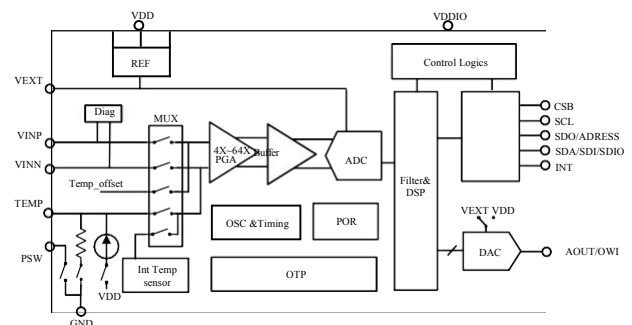 VDD
VDDIO
REF
Control Logics
VEXT
Diag
MUX
CSB
SCL
SDO/ADRESS
SDA/SDI/SDIO
INT
VINP
4X~64X
PGA
Buffer
ADC
VINN
Filter&
DSP
Temp_offset
TEMP
OSC &Timing
POR
VEXT VDD
PSW
DAC
AOUT/OWI
Int Temp
sensor
OTP
VDD
GND